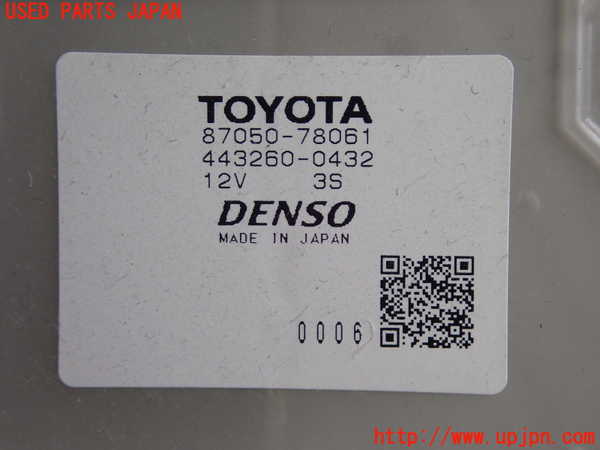 USED PARTS JAPAN
TOYOTA
87050-78061
443260-0432
12V 3S
DENSO
MADE IN JAPAN
0006
http://www.upjpn.com/